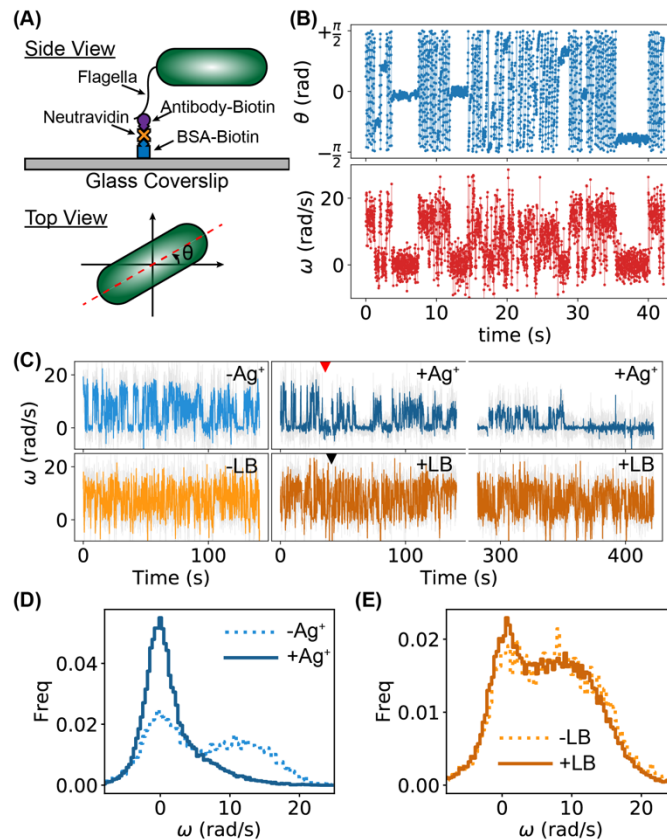 (A)
Side View
Flagella
Neutravidin
Antibody-Biotin
BSA-Biotin
Glass Coverslip
Top View
θ
(B)
+π/2
0
−π/2
θ (rad)
20
0
ω (rad/s)
0 10 20 30 40
time (s)
(C)
-Ag⁺ +Ag⁺ +Ag⁺
20
0
-LB +LB +LB
20
0
ω (rad/s)
0 100 0 100 300 400
Time (s) Time (s) Time (s)
(D)
-Ag⁺
+Ag⁺
0.04
0.02
0.00
Freq
0 10 20
ω (rad/s)
(E)
0.02
0.01
0.00
Freq
-LB
+LB
0 10 20
ω (rad/s)